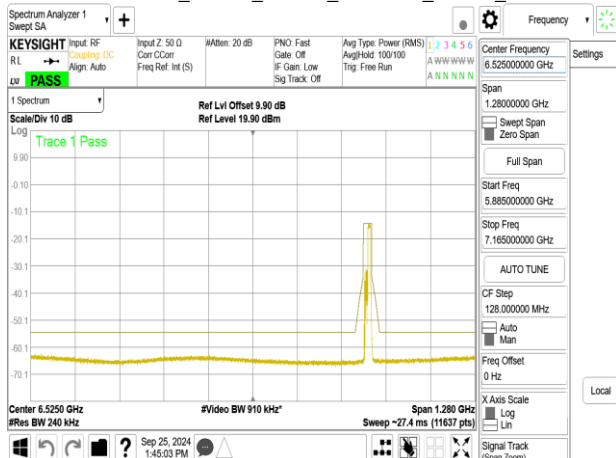 Spectrum Analyzer 1
Swept SA
+
Frequency
KEYSIGHT
Input: RF
Input Z: 50 Ω
#Atten: 20 dB
PNO: Fast
Avg Type: Power (RMS)
1 2 3 4 5 6
RL
Coupling: DC
Corr CCorr
Gate: Off
Avg|Hold: 100/100
A W W W W W
Align: Auto
Freq Ref: Int (S)
IF Gain: Low
Trig: Free Run
Sig Track: Off
A N N N N N
LXI
PASS
1 Spectrum
Scale/Div 10 dB
Ref Lvl Offset 9.90 dB
Ref Level 19.90 dBm
Log
Trace 1 Pass
9.90
-0.10
-10.1
-20.1
-30.1
-40.1
-50.1
-60.1
-70.1
Center 6.5250 GHz
#Video BW 910 kHz*
Span 1.280 GHz
#Res BW 240 kHz
Sweep ~27.4 ms (11637 pts)
Sep 25, 2024
1:45:03 PM
?
Center Frequency
6.525000000 GHz
Settings
Span
1.28000000 GHz
Swept Span
Zero Span
Full Span
Start Freq
5.885000000 GHz
Stop Freq
7.165000000 GHz
AUTO TUNE
CF Step
128.000000 MHz
Auto
Man
Freq Offset
0 Hz
X Axis Scale
Log
Lin
Local
Signal Track
(Span Zoom)